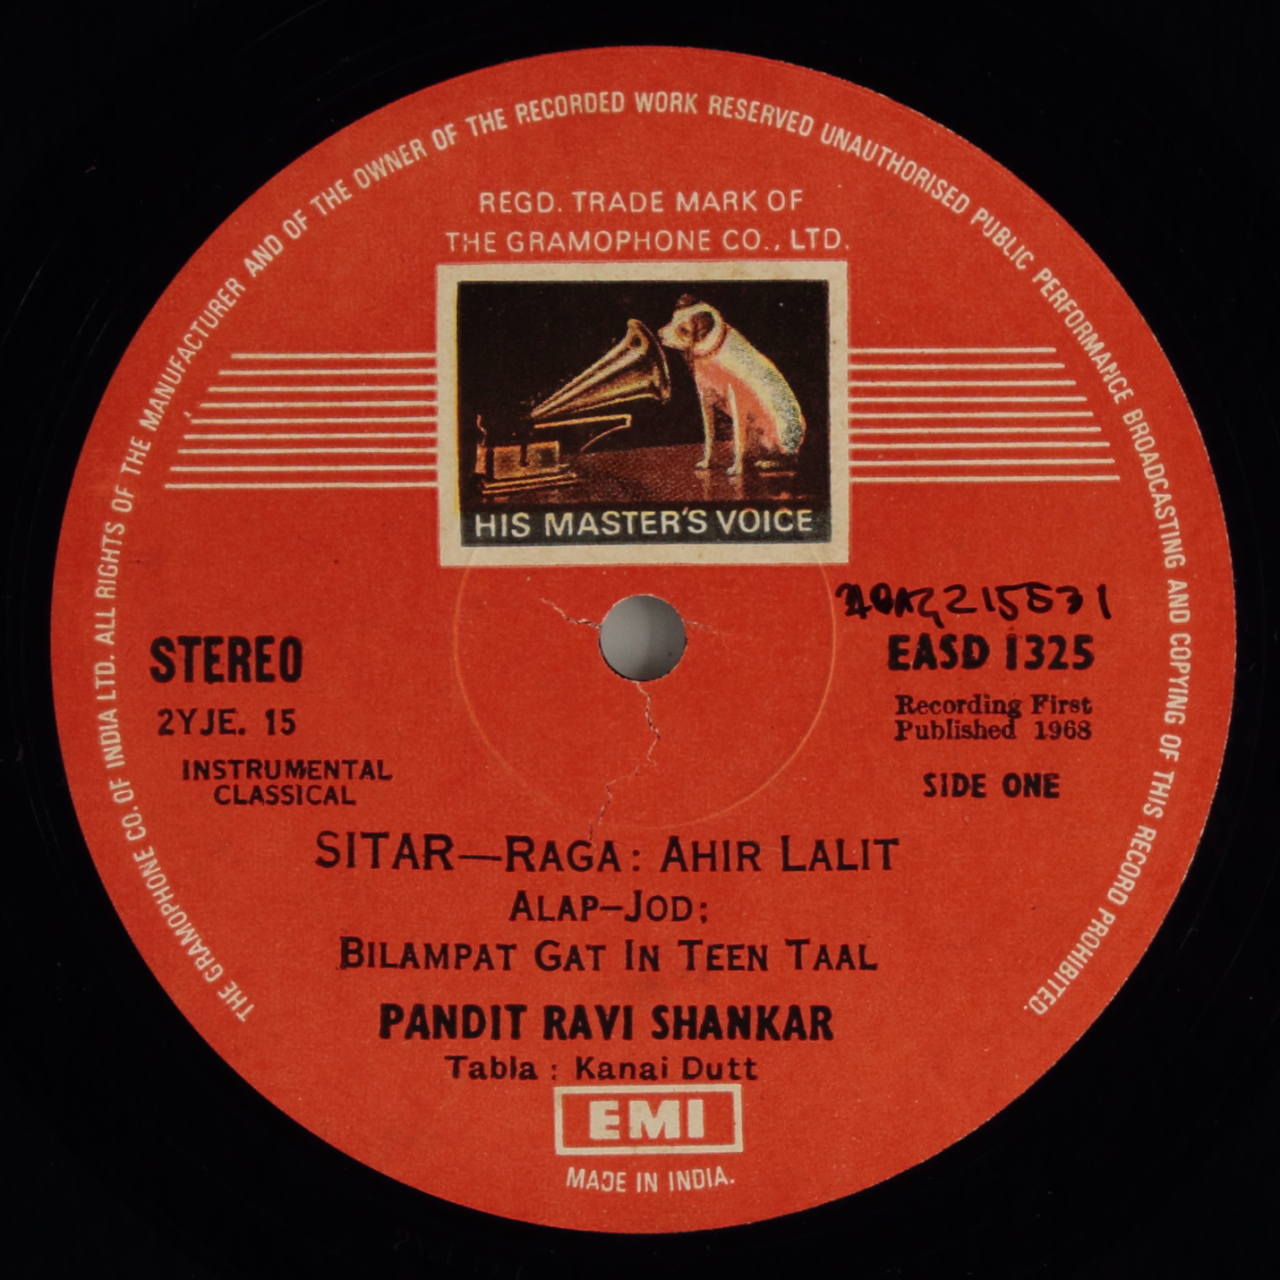 THE GRAMOPHONE CO. OF INDIA LTD. ALL RIGHTS OF THE MANUFACTURER AND OF THE OWNER OF THE RECORDED WORK RESERVED UNAUTHORISED PUBLIC PERFORMANCE BROADCASTING AND COPYING OF THIS RECORD PROHIBITED.
REGD. TRADE MARK OF
THE GRAMOPHONE CO., LTD.
HIS MASTER'S VOICE
STEREO
2YJE. 15
INSTRUMENTAL
CLASSICAL
EASD 1325
Recording First
Published 1968
SIDE ONE
SITAR—RAGA: AHIR LALIT
ALAP–JOD;
BILAMPAT GAT IN TEEN TAAL
PANDIT RAVI SHANKAR
Tabla : Kanai Dutt
EMI
MADE IN INDIA.